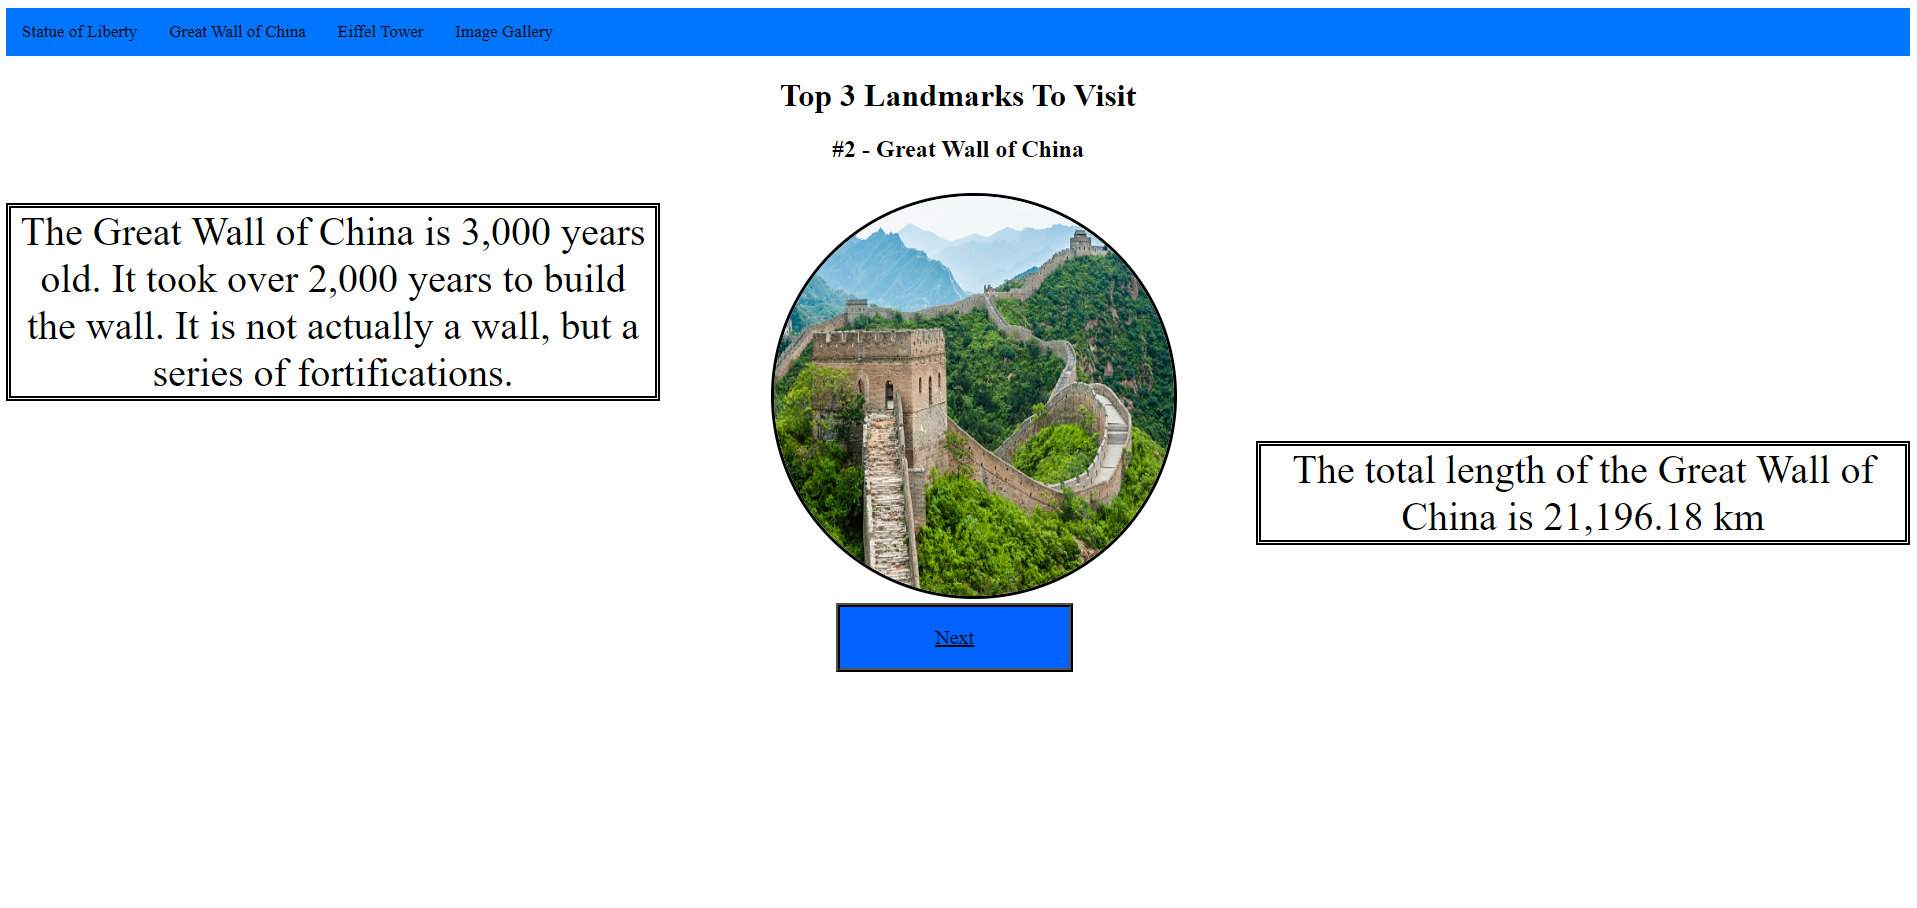 Statue of Liberty Great Wall of China Eiffel Tower Image Gallery
Top 3 Landmarks To Visit
#2 - Great Wall of China
The Great Wall of China is 3,000 years
old. It took over 2,000 years to build
the wall. It is not actually a wall, but a
series of fortifications.
The total length of the Great Wall of
China is 21,196.18 km
Next